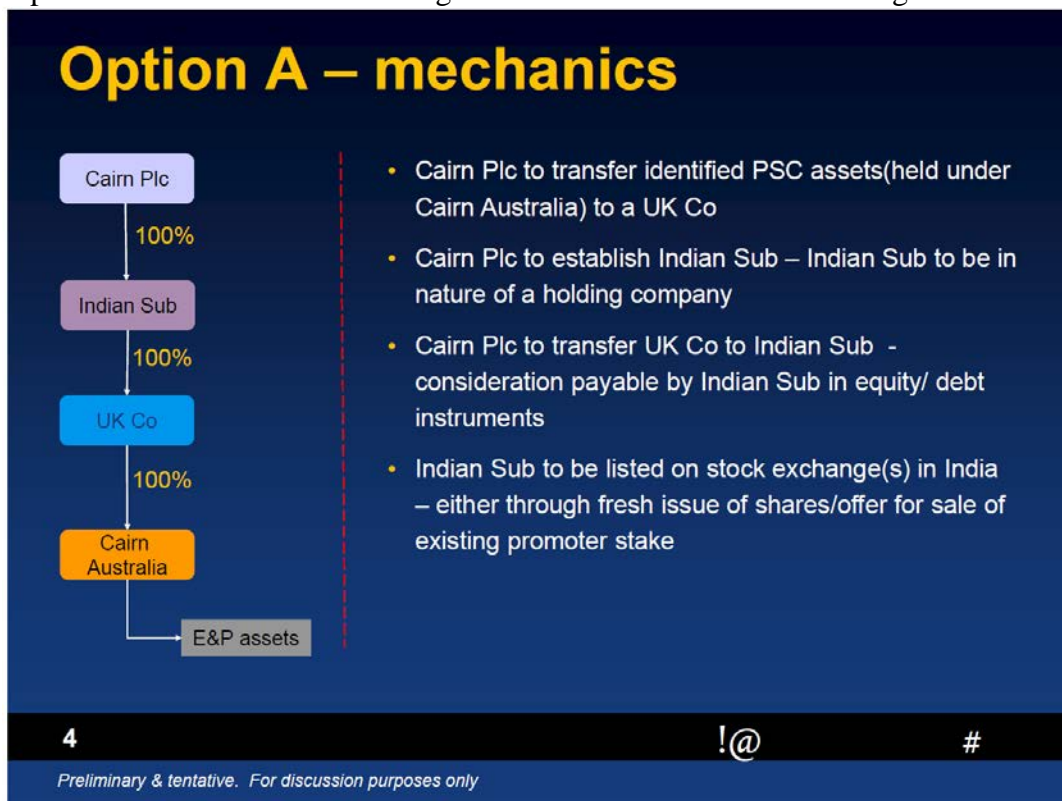 Option A – mechanics
Cairn Plc
100%
Indian Sub
100%
UK Co
100%
Cairn
Australia
E&P assets
• Cairn Plc to transfer identified PSC assets(held under
Cairn Australia) to a UK Co
• Cairn Plc to establish Indian Sub – Indian Sub to be in
nature of a holding company
• Cairn Plc to transfer UK Co to Indian Sub -
consideration payable by Indian Sub in equity/ debt
instruments
• Indian Sub to be listed on stock exchange(s) in India
– either through fresh issue of shares/offer for sale of
existing promoter stake
4
!@
#
Preliminary & tentative. For discussion purposes only